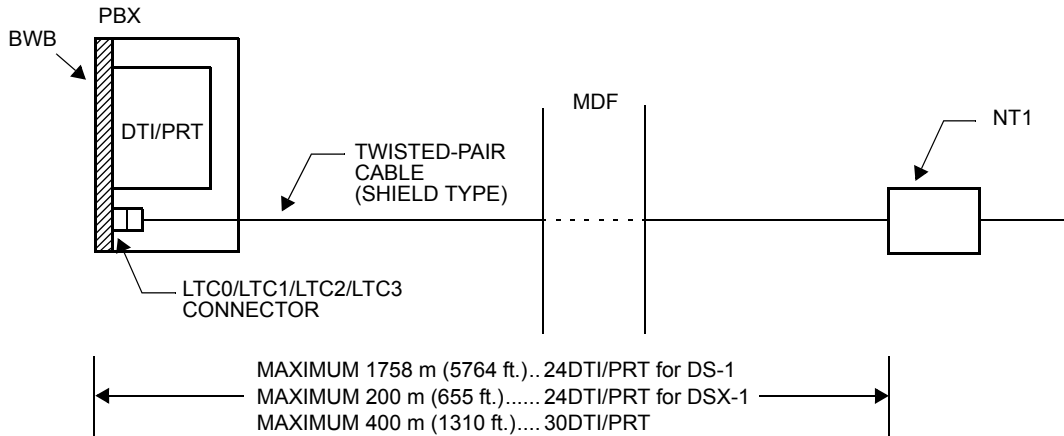 PBX
BWB
DTI/PRT
MDF
NT1
TWISTED-PAIR
CABLE
(SHIELD TYPE)
LTC0/LTC1/LTC2/LTC3
CONNECTOR
MAXIMUM 1758 m (5764 ft.).. 24DTI/PRT for DS-1
MAXIMUM 200 m (655 ft.)...... 24DTI/PRT for DSX-1
MAXIMUM 400 m (1310 ft.).... 30DTI/PRT